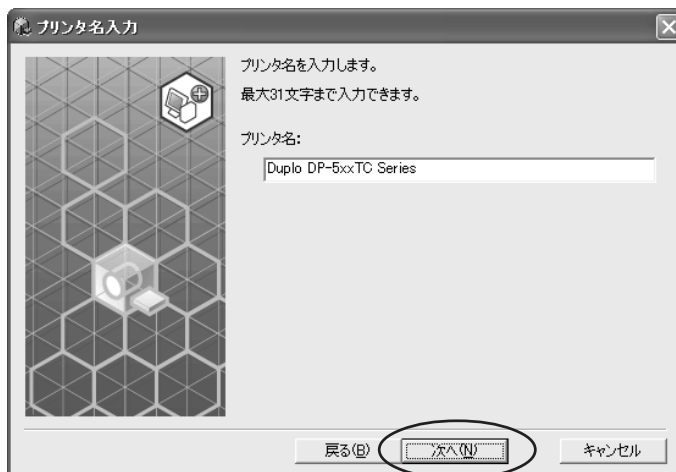 プリンタ名入力
プリンタ名を入力します。
最大31文字まで入力できます。
プリンタ名:
Duplo DP-5xxTC Series
戻る(B)
次へ(N)
キャンセル